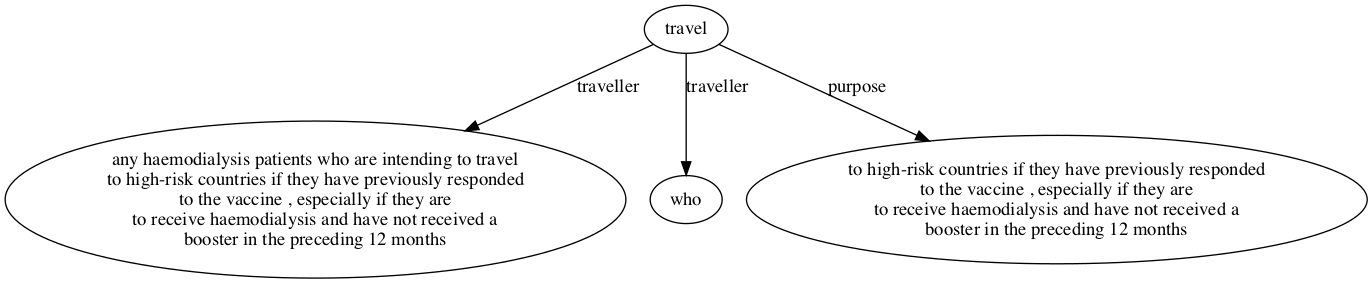 travel
traveller
traveller
purpose
any haemodialysis patients who are intending to travel
to high-risk countries if they have previously responded
to the vaccine , especially if they are
to receive haemodialysis and have not received a
booster in the preceding 12 months
who
to high-risk countries if they have previously responded
to the vaccine , especially if they are
to receive haemodialysis and have not received a
booster in the preceding 12 months